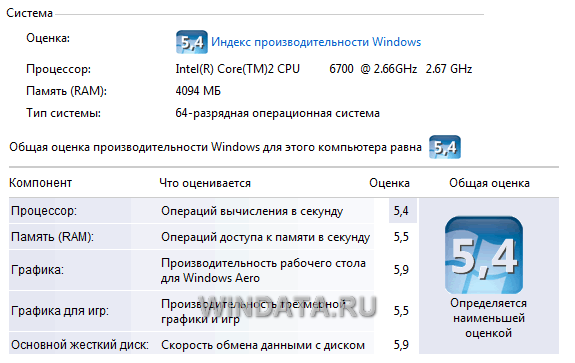 Система
Оценка: 5,4 Индекс производительности Windows
Процессор: Intel(R) Core(TM)2 CPU 6700 @ 2.66GHz 2.67 GHz
Память (RAM): 4094 МБ
Тип системы: 64-разрядная операционная система
Общая оценка производительности Windows для этого компьютера равна 5,4
Компонент Что оценивается Оценка Общая оценка
Процессор: Операций вычисления в секунду 5,4
Память (RAM): Операций доступа к памяти в секунду 5,5
Графика: Производительность рабочего стола
для Windows Aero 5,9
Графика для игр: Производительность трехмерной
графики и игр 5,5
Основной жесткий диск: Скорость обмена данными с диском 5,9
5,4
Определяется
наименьшей
оценкой
WINDATA.RU